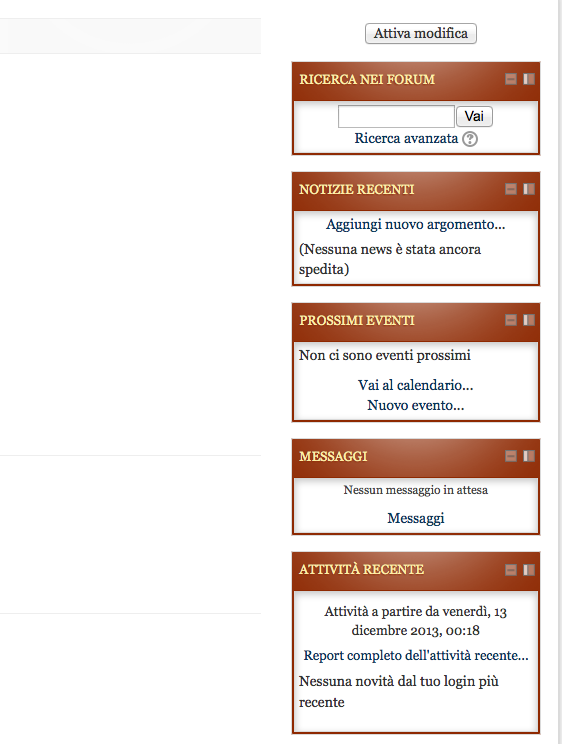 Attiva modifica
RICERCA NEI FORUM
Vai
Ricerca avanzata ?
NOTIZIE RECENTI
Aggiungi nuovo argomento...
(Nessuna news è stata ancora
spedita)
PROSSIMI EVENTI
Non ci sono eventi prossimi
Vai al calendario...
Nuovo evento...
MESSAGGI
Nessun messaggio in attesa
Messaggi
ATTIVITÀ RECENTE
Attività a partire da venerdì, 13
dicembre 2013, 00:18
Report completo dell'attività recente...
Nessuna novità dal tuo login più
recente